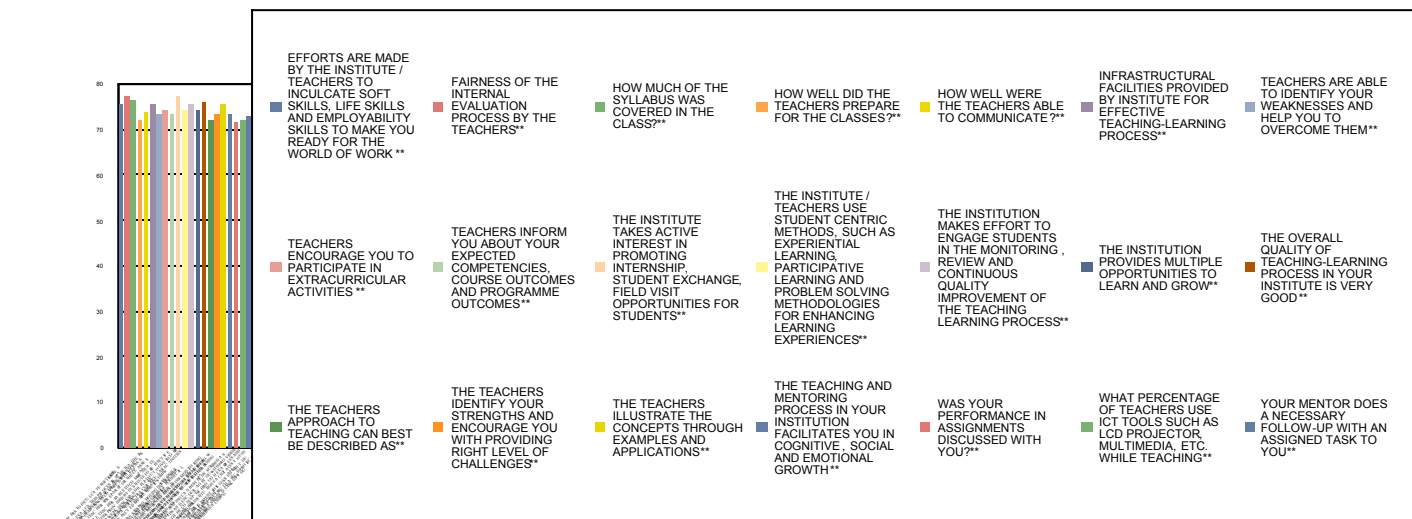 80
70
60
50
40
30
20
10
0
EFFORTS ARE MADE
BY THE INSTITUTE /
TEACHERS TO
INCULCATE SOFT
SKILLS, LIFE SKILLS
AND EMPLOYABILITY
SKILLS TO MAKE YOU
READY FOR THE
WORLD OF WORK **
FAIRNESS OF THE
INTERNAL
EVALUATION
PROCESS BY THE
TEACHERS**
HOW MUCH OF THE
SYLLABUS WAS
COVERED IN THE
CLASS?**
HOW WELL DID THE
TEACHERS PREPARE
FOR THE CLASSES?**
HOW WELL WERE
THE TEACHERS ABLE
TO COMMUNICATE?**
INFRASTRUCTURAL
FACILITIES PROVIDED
BY INSTITUTE FOR
EFFECTIVE
TEACHING-LEARNING
PROCESS**
TEACHERS ARE ABLE
TO IDENTIFY YOUR
WEAKNESSES AND
HELP YOU TO
OVERCOME THEM**
TEACHERS
ENCOURAGE YOU TO
PARTICIPATE IN
EXTRACURRICULAR
ACTIVITIES **
TEACHERS INFORM
YOU ABOUT YOUR
EXPECTED
COMPETENCIES,
COURSE OUTCOMES
AND PROGRAMME
OUTCOMES**
THE INSTITUTE
TAKES ACTIVE
INTEREST IN
PROMOTING
INTERNSHIP,
STUDENT EXCHANGE,
FIELD VISIT
OPPORTUNITIES FOR
STUDENTS**
THE INSTITUTE /
TEACHERS USE
STUDENT CENTRIC
METHODS, SUCH AS
EXPERIENTIAL
LEARNING,
PARTICIPATIVE
LEARNING AND
PROBLEM SOLVING
METHODOLOGIES
FOR ENHANCING
LEARNING
EXPERIENCES**
THE INSTITUTION
MAKES EFFORT TO
ENGAGE STUDENTS
IN THE MONITORING ,
REVIEW AND
CONTINUOUS
QUALITY
IMPROVEMENT OF
THE TEACHING
LEARNING PROCESS**
THE INSTITUTION
PROVIDES MULTIPLE
OPPORTUNITIES TO
LEARN AND GROW**
THE OVERALL
QUALITY OF
TEACHING-LEARNING
PROCESS IN YOUR
INSTITUTE IS VERY
GOOD**
THE TEACHERS
APPROACH TO
TEACHING CAN BEST
BE DESCRIBED AS**
THE TEACHERS
IDENTIFY YOUR
STRENGTHS AND
ENCOURAGE YOU
WITH PROVIDING
RIGHT LEVEL OF
CHALLENGES**
THE TEACHERS
ILLUSTRATE THE
CONCEPTS THROUGH
EXAMPLES AND
APPLICATIONS**
THE TEACHING AND
MENTORING
PROCESS IN YOUR
INSTITUTION
FACILITATES YOU IN
COGNITIVE , SOCIAL
AND EMOTIONAL
GROWTH**
WAS YOUR
PERFORMANCE IN
ASSIGNMENTS
DISCUSSED WITH
YOU?**
WHAT PERCENTAGE
OF TEACHERS USE
ICT TOOLS SUCH AS
LCD PROJECTOR,
MULTIMEDIA, ETC.
WHILE TEACHING**
YOUR MENTOR DOES
A NECESSARY
FOLLOW-UP WITH AN
ASSIGNED TASK TO
YOU**